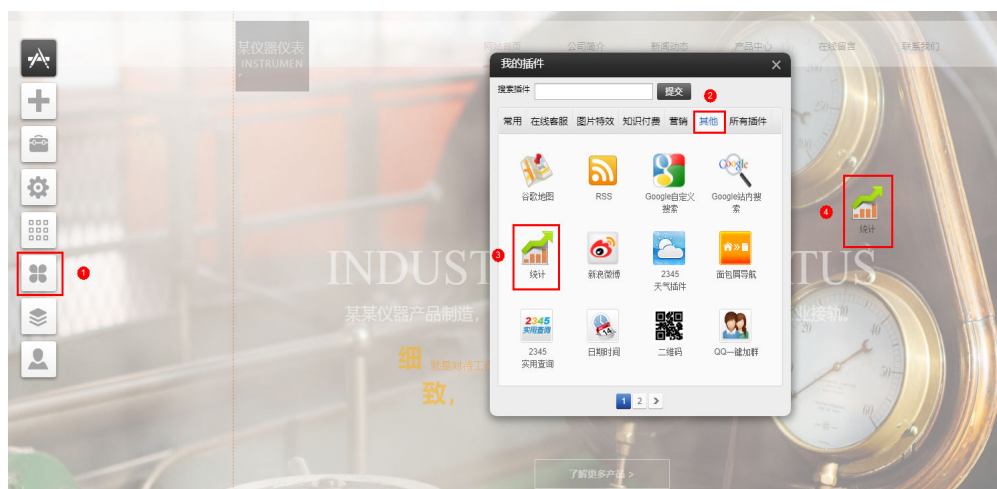 某仪器仪表
INSTRUMEN
公司简介
新闻动态
产品中心
在线留言
联系我们
我的插件
搜索插件
提交
2
常用 在线客服 图片特效 知识付费 营销 其他 所有插件
谷歌地图
RSS
Google自定义
搜索
Google站内搜
索
3
统计
新浪微博
2345
天气插件
面包屑导航
2345
实用查询
2345
实用查询
日期时间
二维码
QQ一键加群
1 2
4
统计
1
INDUST
TUS
某某仪器产品制造,
业接轨。
细
就是对待工
致,
了解更多产品 >